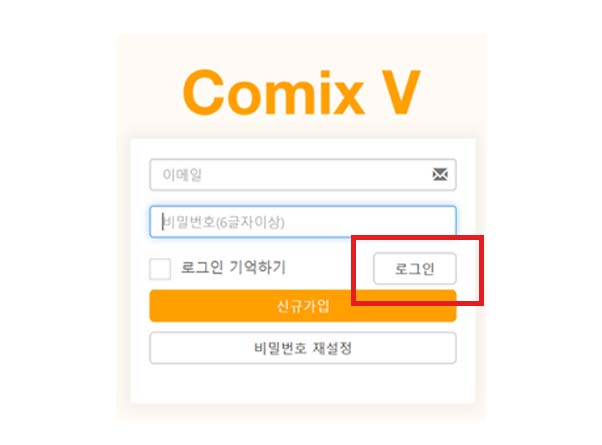 Comix V
이메일
비밀번호(6글자이상)
로그인 기억하기
로그인
신규가입
비밀번호 재설정